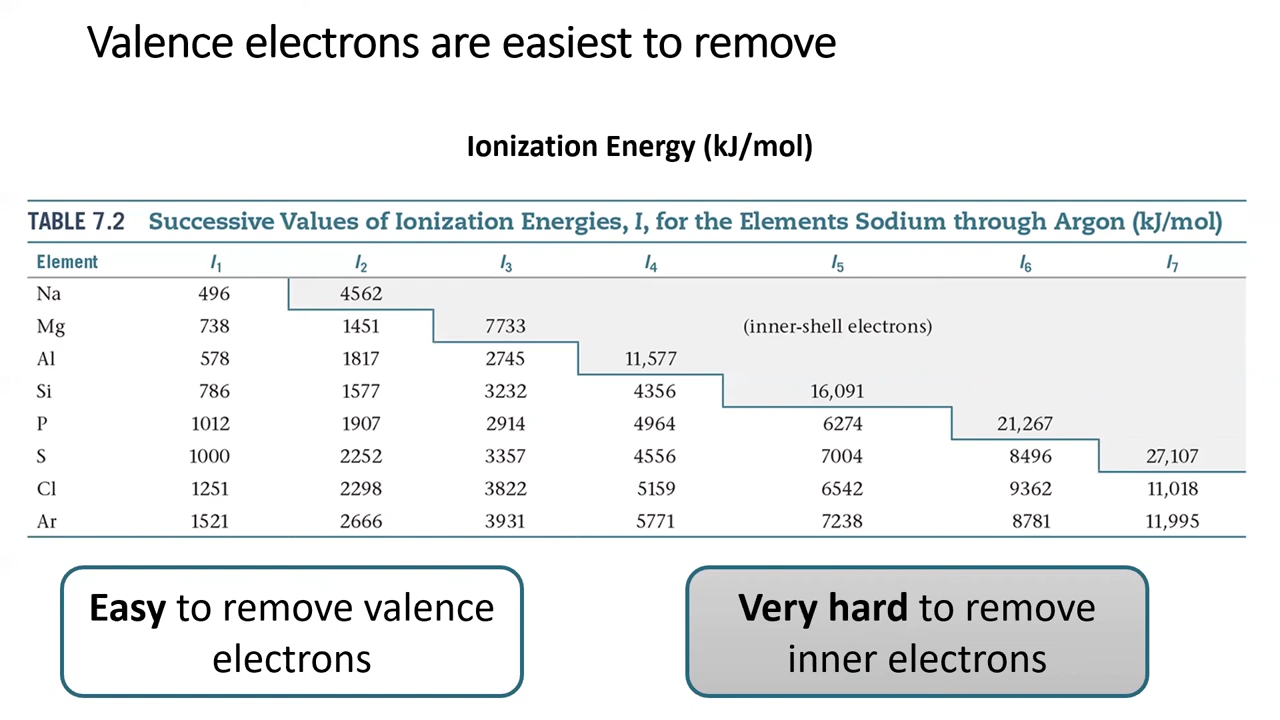 Valence electrons are easiest to remove
Ionization Energy (kJ/mol)
TABLE 7.2 Successive Values of Ionization Energies, I, for the Elements Sodium through Argon (kJ/mol)
Element I1 I2 I3 I4 I5 I6 I7
Na 496 4562
Mg 738 1451 7733 (inner-shell electrons)
Al 578 1817 2745 11,577
Si 786 1577 3232 4356 16,091
P 1012 1907 2914 4964 6274 21,267
S 1000 2252 3357 4556 7004 8496 27,107
Cl 1251 2298 3822 5159 6542 9362 11,018
Ar 1521 2666 3931 5771 7238 8781 11,995
Easy to remove valence
electrons
Very hard to remove
inner electrons